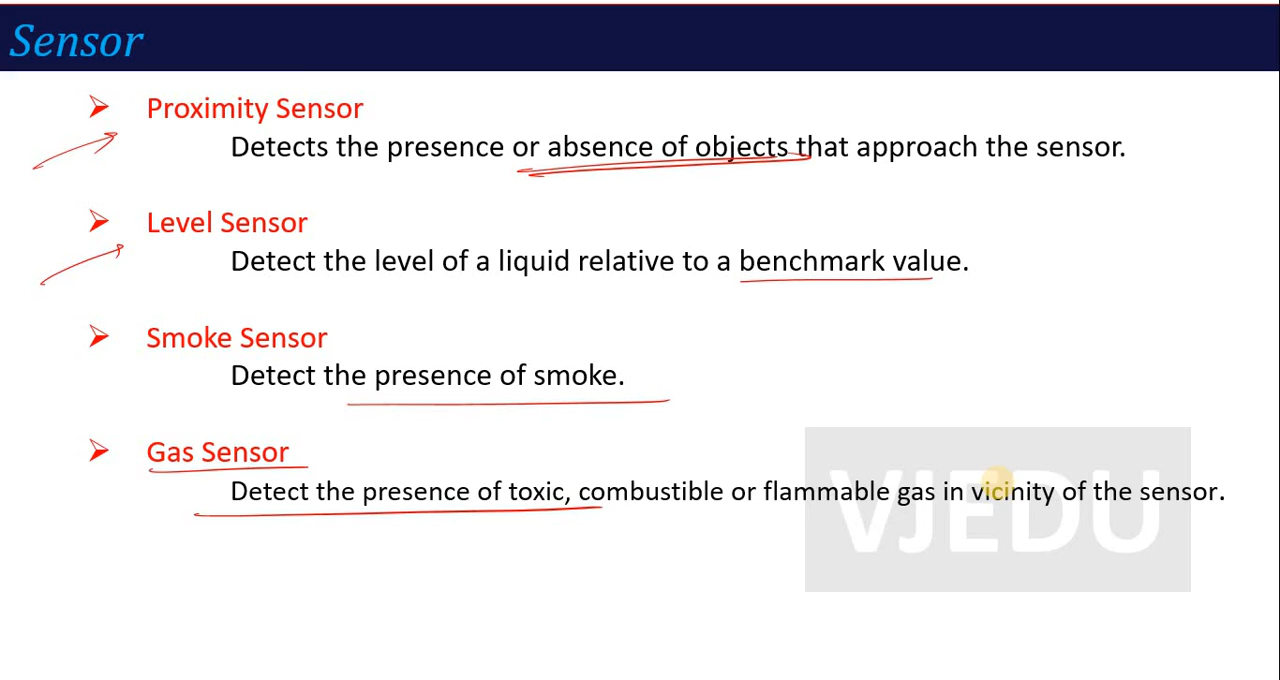 Sensor
Proximity Sensor
Detects the presence or absence of objects that approach the sensor.
Level Sensor
Detect the level of a liquid relative to a benchmark value.
Smoke Sensor
Detect the presence of smoke.
Gas Sensor
Detect the presence of toxic, combustible or flammable gas in vicinity of the sensor.
VJEDU